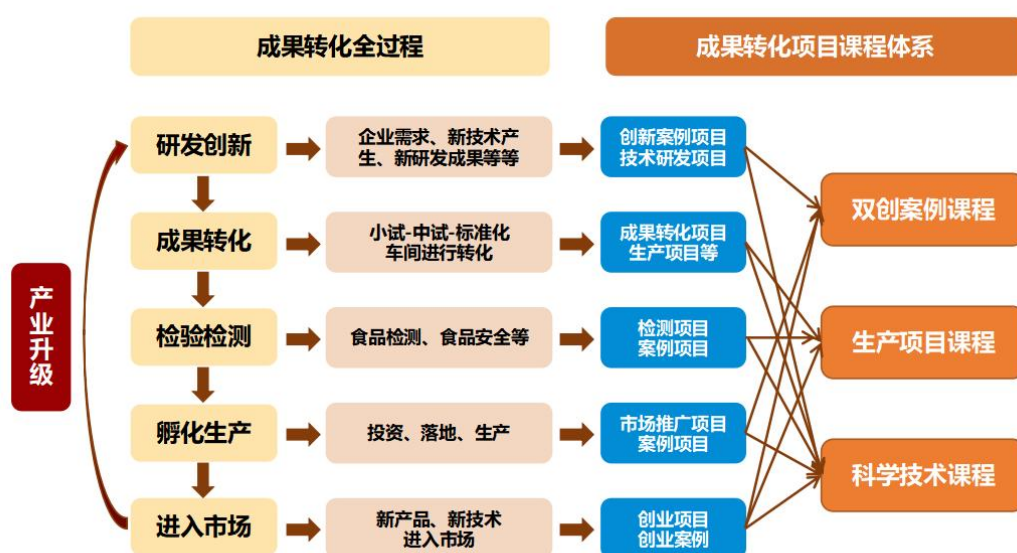 成果转化全过程
成果转化项目课程体系
产业升级
研发创新
企业需求、新技术产
生、新研发成果等等
创新案例项目
技术研发项目
成果转化
小试-中试-标准化
车间进行转化
成果转化项目
生产项目等
检验检测
食品检测、食品安全等
检测项目
案例项目
孵化生产
投资、落地、生产
市场推广项目
案例项目
进入市场
新产品、新技术
进入市场
创业项目
创业案例
双创案例课程
生产项目课程
科学技术课程